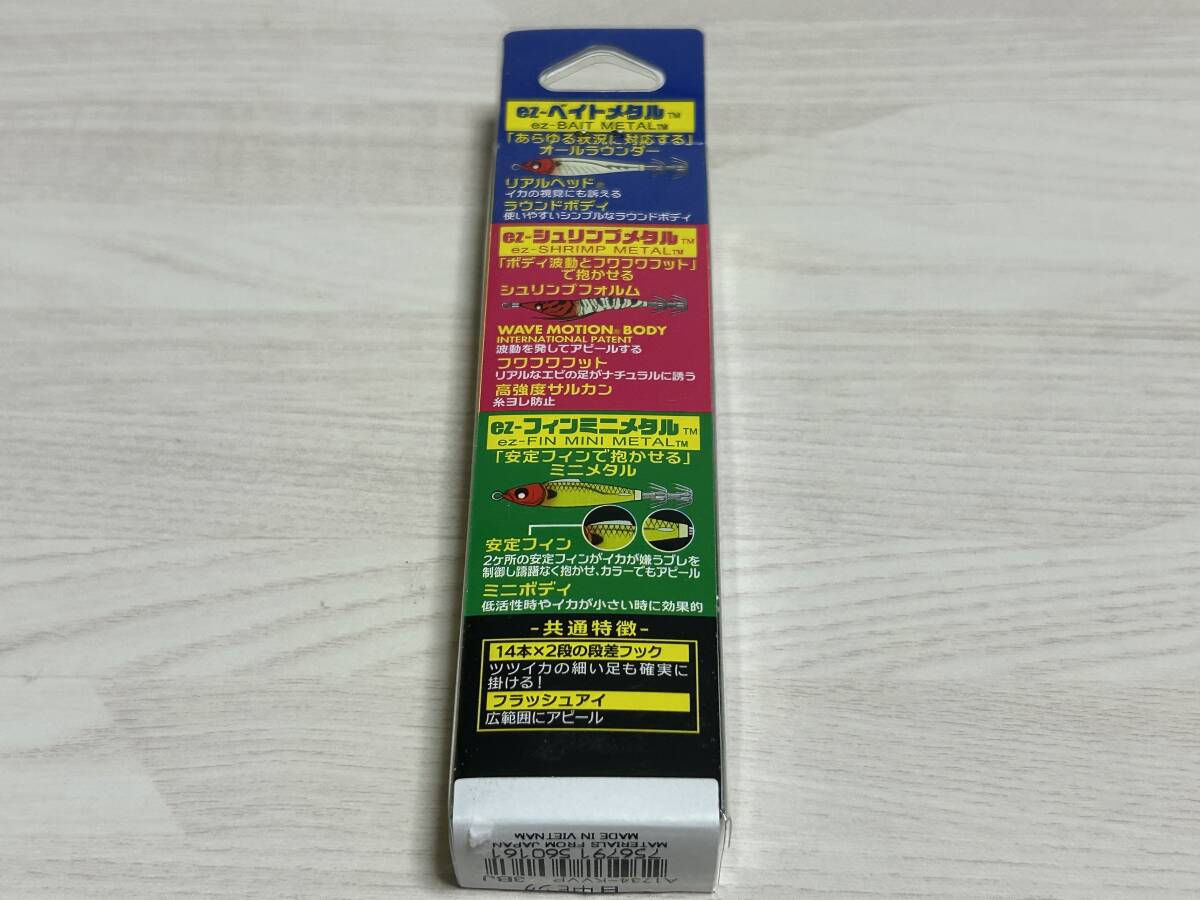 ez-ベイトメタル™
ez-BAIT METAL™
「あらゆる状況に対応する」
オールラウンダー
リアルヘッド®
イカの視覚にも訴える
ラウンドボディ
使いやすいシンプルなラウンドボディ
ez-シュリンプメタル™
ez-SHRIMP METAL™
「ボディ波動とフワフワフット」
で抱かせる
シュリンプフォルム
WAVE MOTION® BODY
INTERNATIONAL PATENT
波動を発してアピールする
フワフワフット
リアルなエビの足がナチュラルに誘う
高強度サルカン
糸ヨレ防止
ez-フィンミニメタル™
ez-FIN MINI METAL™
「安定フィンで抱かせる」
ミニメタル
安定フィン
2ケ所の安定フィンがイカが嫌うブレを
制御し躊躇なく抱かせ、カラーでもアピール
ミニボディ
低活性時やイカが小さい時に効果的
-共通特徴-
14本×2段の段差フック
ツツイカの細い足も確実に
掛ける!
フラッシュアイ
広範囲にアピール
MADE IN VIETNAM
MATERIALS FROM JAPAN
756791 560161